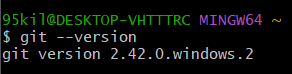 95kil@DESKTOP-VHTTTRC MINGW64 ~
$ git --version
git version 2.42.0.windows.2